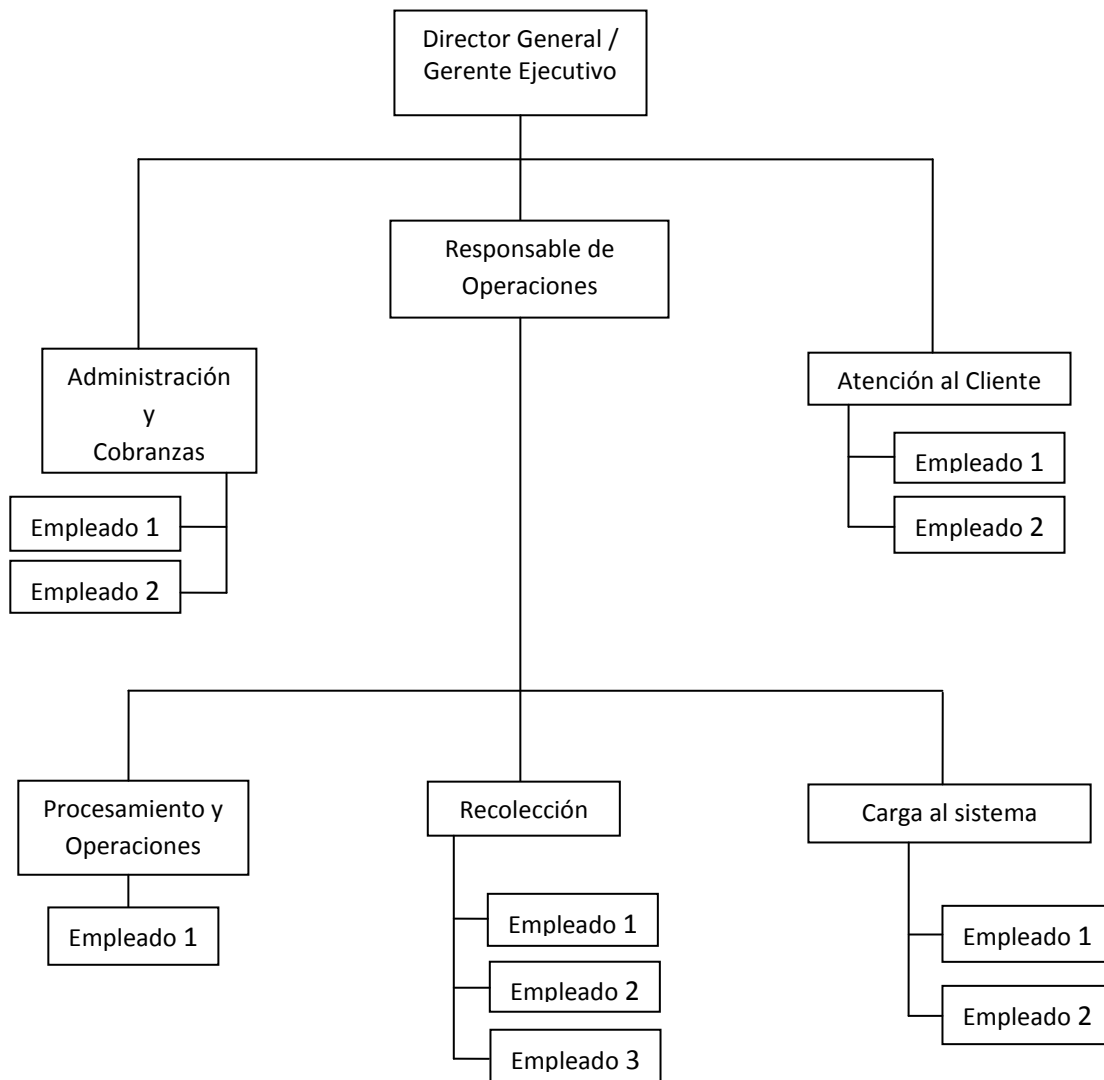 Director General /
Gerente Ejecutivo
Responsable de
Operaciones
Administración
y
Cobranzas
Empleado 1
Empleado 2
Atención al Cliente
Empleado 1
Empleado 2
Procesamiento y
Operaciones
Empleado 1
Recolección
Empleado 1
Empleado 2
Empleado 3
Carga al sistema
Empleado 1
Empleado 2